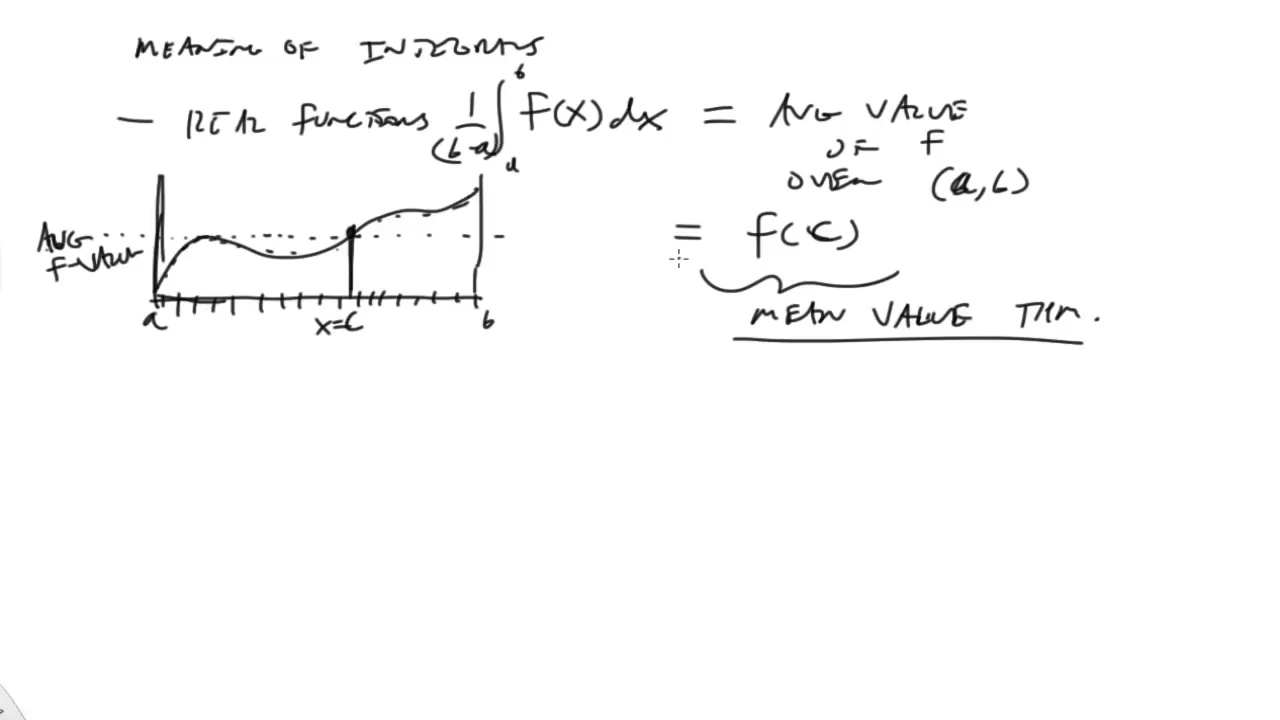 MEANING OF INTEGRALS
— REAL FUNCTIONS 1/(b-a) ∫_a^b f(x) dx = AVG VALUE
OF f
OVER (a,b)
= f(c)
MEAN VALUE THM.
AVG
f-VALUE
a x=c b